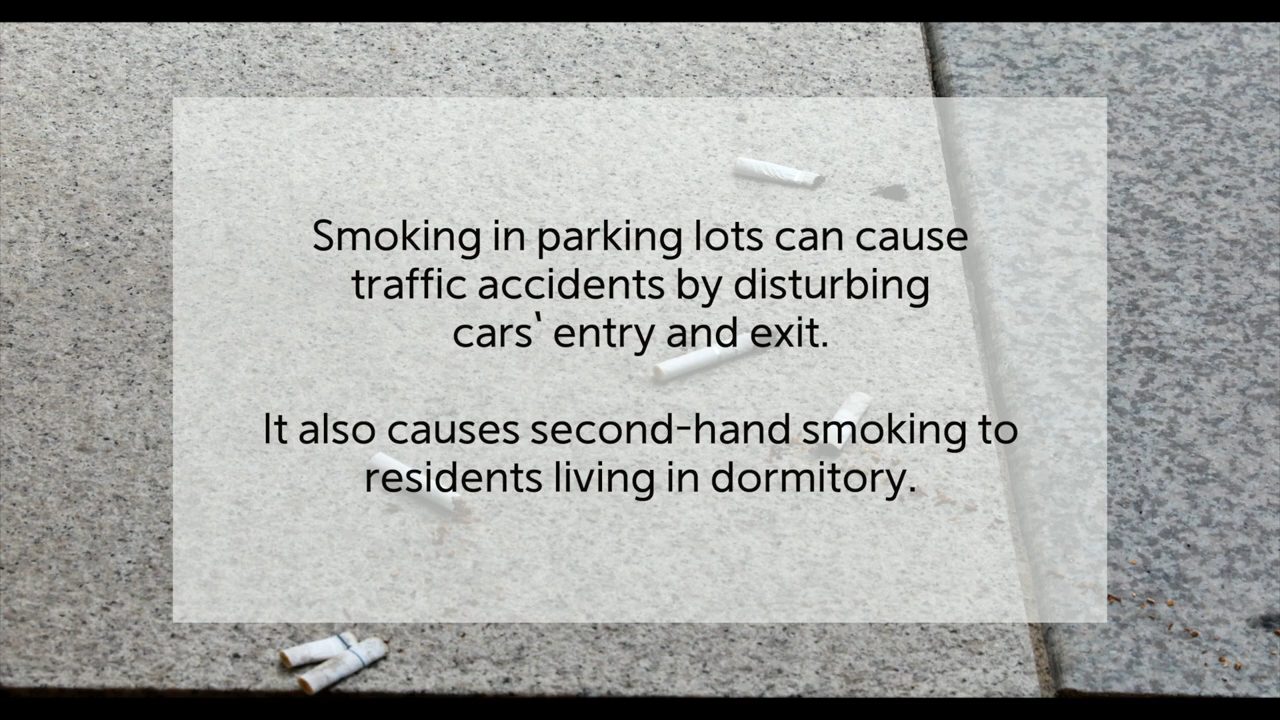 Smoking in parking lots can cause
traffic accidents by disturbing
cars‛ entry and exit.
It also causes second-hand smoking to
residents living in dormitory.